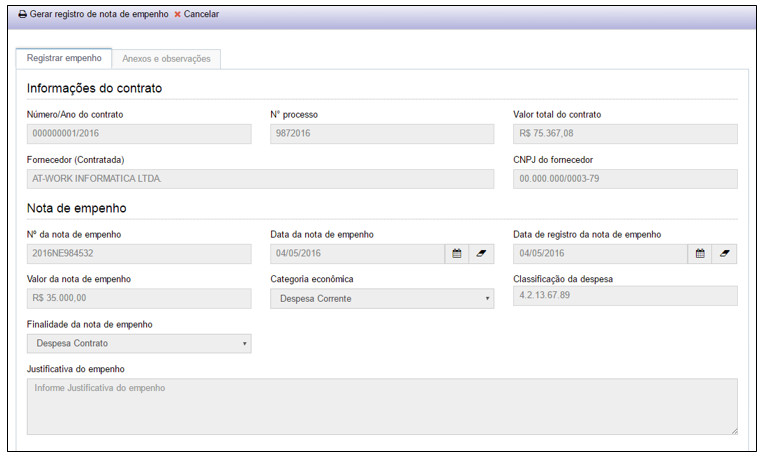 Gerar registro de nota de empenho Cancelar
Registrar empenho Anexos e observações
Informações do contrato
Número/Ano do contrato N° processo Valor total do contrato
000000001/2016 9872016 R$ 75.367,08
Fornecedor (Contratada) CNPJ do fornecedor
AT-WORK INFORMATICA LTDA. 00.000.000/0003-79
Nota de empenho
Nº da nota de empenho Data da nota de empenho Data de registro da nota de empenho
2016NE984532 04/05/2016 04/05/2016
Valor da nota de empenho Categoria econômica Classificação da despesa
R$ 35.000,00 Despesa Corrente 4.2.13.67.89
Finalidade da nota de empenho
Despesa Contrato
Justificativa do empenho
Informe Justificativa do empenho